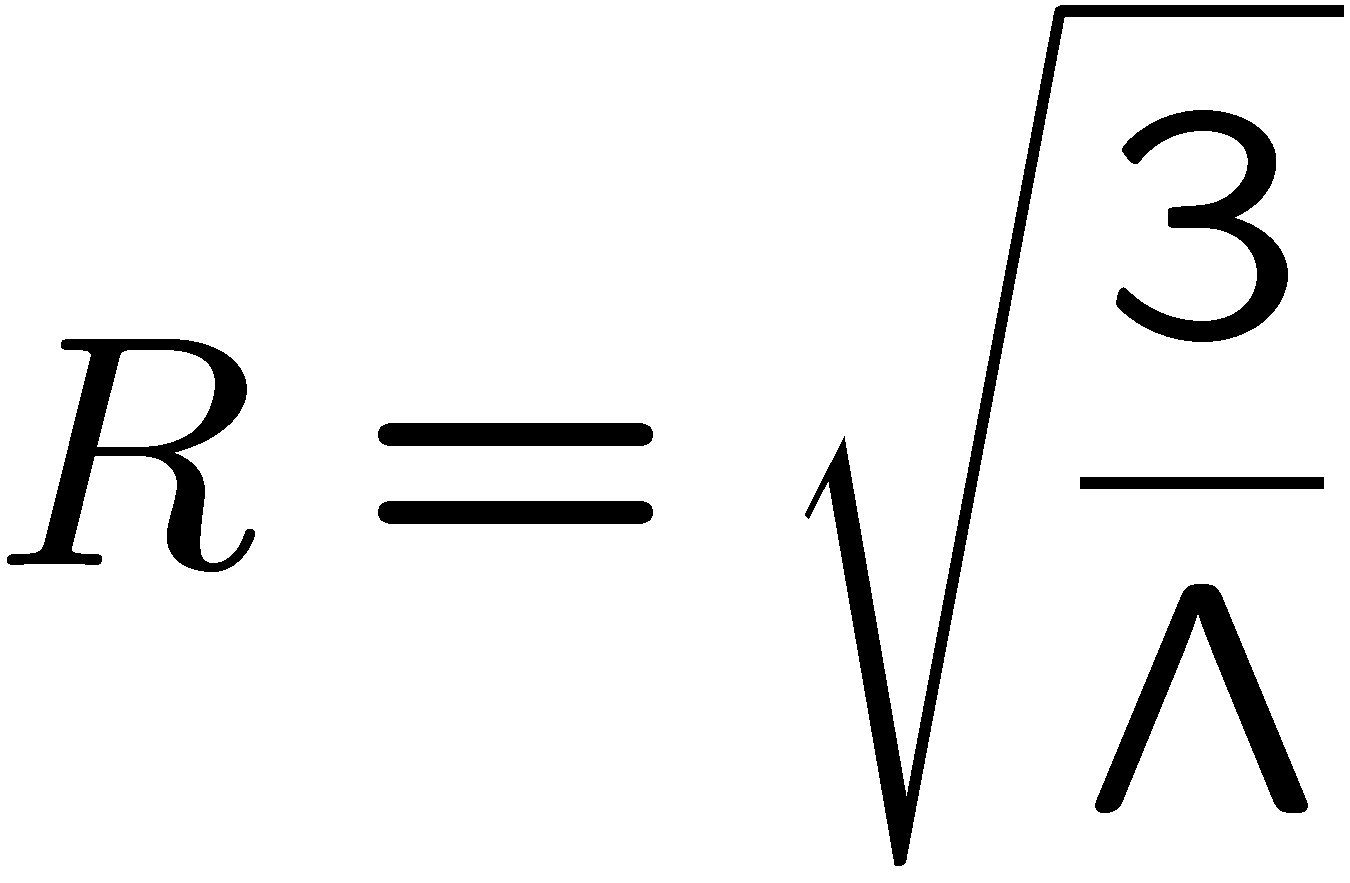 R = √(3/Λ)